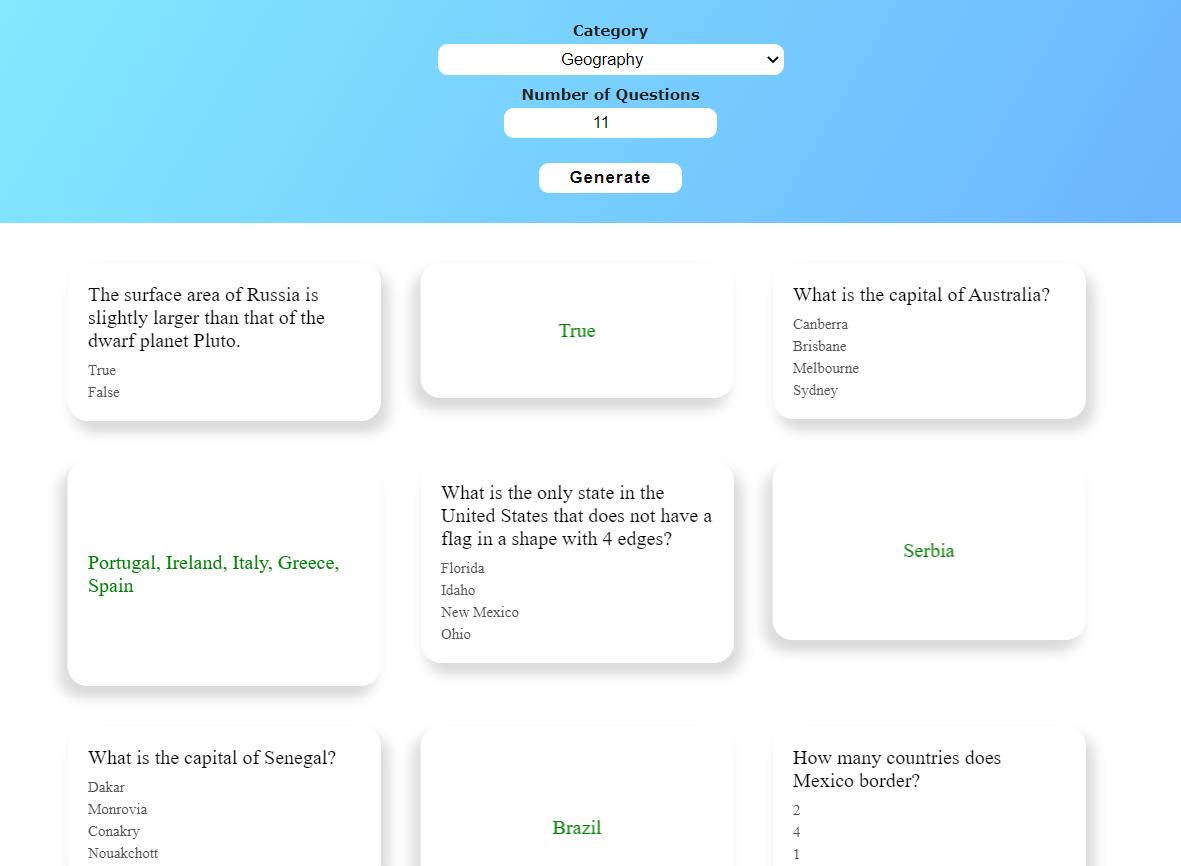 Category
Geography
Number of Questions
11
Generate
The surface area of Russia is
slightly larger than that of the
dwarf planet Pluto.
True
False
True
What is the capital of Australia?
Canberra
Brisbane
Melbourne
Sydney
Portugal, Ireland, Italy, Greece,
Spain
What is the only state in the
United States that does not have a
flag in a shape with 4 edges?
Florida
Idaho
New Mexico
Ohio
Serbia
What is the capital of Senegal?
Dakar
Monrovia
Conakry
Nouakchott
Brazil
How many countries does
Mexico border?
2
4
1